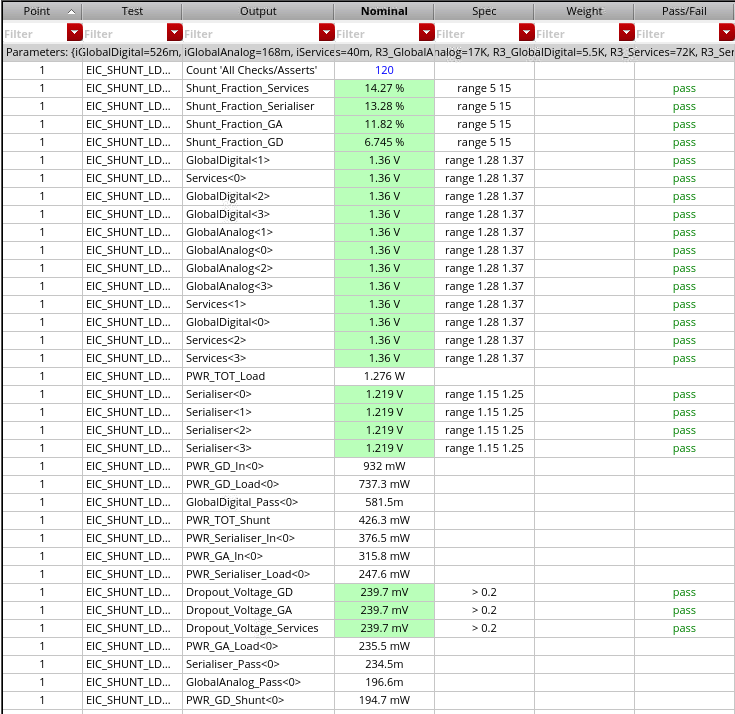 Point Test Output Nominal Spec Weight Pass/Fail
Filter Filter Filter Filter Filter Filter Filter
Parameters: {iGlobalDigital=526m, iGlobalAnalog=168m, iServices=40m, R3_GlobalAnalog=17K, R3_GlobalDigital=5.5K, R3_Services=72K, R3_Ser
1 EIC_SHUNT_LD... Count 'All Checks/Asserts' 120
1 EIC_SHUNT_LD... Shunt_Fraction_Services 14.27 % range 5 15 pass
1 EIC_SHUNT_LD... Shunt_Fraction_Serialiser 13.28 % range 5 15 pass
1 EIC_SHUNT_LD... Shunt_Fraction_GA 11.82 % range 5 15 pass
1 EIC_SHUNT_LD... Shunt_Fraction_GD 6.745 % range 5 15 pass
1 EIC_SHUNT_LD... GlobalDigital<1> 1.36 V range 1.28 1.37 pass
1 EIC_SHUNT_LD... Services<0> 1.36 V range 1.28 1.37 pass
1 EIC_SHUNT_LD... GlobalDigital<2> 1.36 V range 1.28 1.37 pass
1 EIC_SHUNT_LD... GlobalDigital<3> 1.36 V range 1.28 1.37 pass
1 EIC_SHUNT_LD... GlobalAnalog<1> 1.36 V range 1.28 1.37 pass
1 EIC_SHUNT_LD... GlobalAnalog<0> 1.36 V range 1.28 1.37 pass
1 EIC_SHUNT_LD... GlobalAnalog<2> 1.36 V range 1.28 1.37 pass
1 EIC_SHUNT_LD... GlobalAnalog<3> 1.36 V range 1.28 1.37 pass
1 EIC_SHUNT_LD... Services<1> 1.36 V range 1.28 1.37 pass
1 EIC_SHUNT_LD... GlobalDigital<0> 1.36 V range 1.28 1.37 pass
1 EIC_SHUNT_LD... Services<2> 1.36 V range 1.28 1.37 pass
1 EIC_SHUNT_LD... Services<3> 1.36 V range 1.28 1.37 pass
1 EIC_SHUNT_LD... PWR_TOT_Load 1.276 W
1 EIC_SHUNT_LD... Serialiser<0> 1.219 V range 1.15 1.25 pass
1 EIC_SHUNT_LD... Serialiser<1> 1.219 V range 1.15 1.25 pass
1 EIC_SHUNT_LD... Serialiser<2> 1.219 V range 1.15 1.25 pass
1 EIC_SHUNT_LD... Serialiser<3> 1.219 V range 1.15 1.25 pass
1 EIC_SHUNT_LD... PWR_GD_In<0> 932 mW
1 EIC_SHUNT_LD... PWR_GD_Load<0> 737.3 mW
1 EIC_SHUNT_LD... GlobalDigital_Pass<0> 581.5m
1 EIC_SHUNT_LD... PWR_TOT_Shunt 426.3 mW
1 EIC_SHUNT_LD... PWR_Serialiser_In<0> 376.5 mW
1 EIC_SHUNT_LD... PWR_GA_In<0> 315.8 mW
1 EIC_SHUNT_LD... PWR_Serialiser_Load<0> 247.6 mW
1 EIC_SHUNT_LD... Dropout_Voltage_GD 239.7 mV > 0.2 pass
1 EIC_SHUNT_LD... Dropout_Voltage_GA 239.7 mV > 0.2 pass
1 EIC_SHUNT_LD... Dropout_Voltage_Services 239.7 mV > 0.2 pass
1 EIC_SHUNT_LD... PWR_GA_Load<0> 235.5 mW
1 EIC_SHUNT_LD... Serialiser_Pass<0> 234.5m
1 EIC_SHUNT_LD... GlobalAnalog_Pass<0> 196.6m
1 EIC_SHUNT_LD... PWR_GD_Shunt<0> 194.7 mW